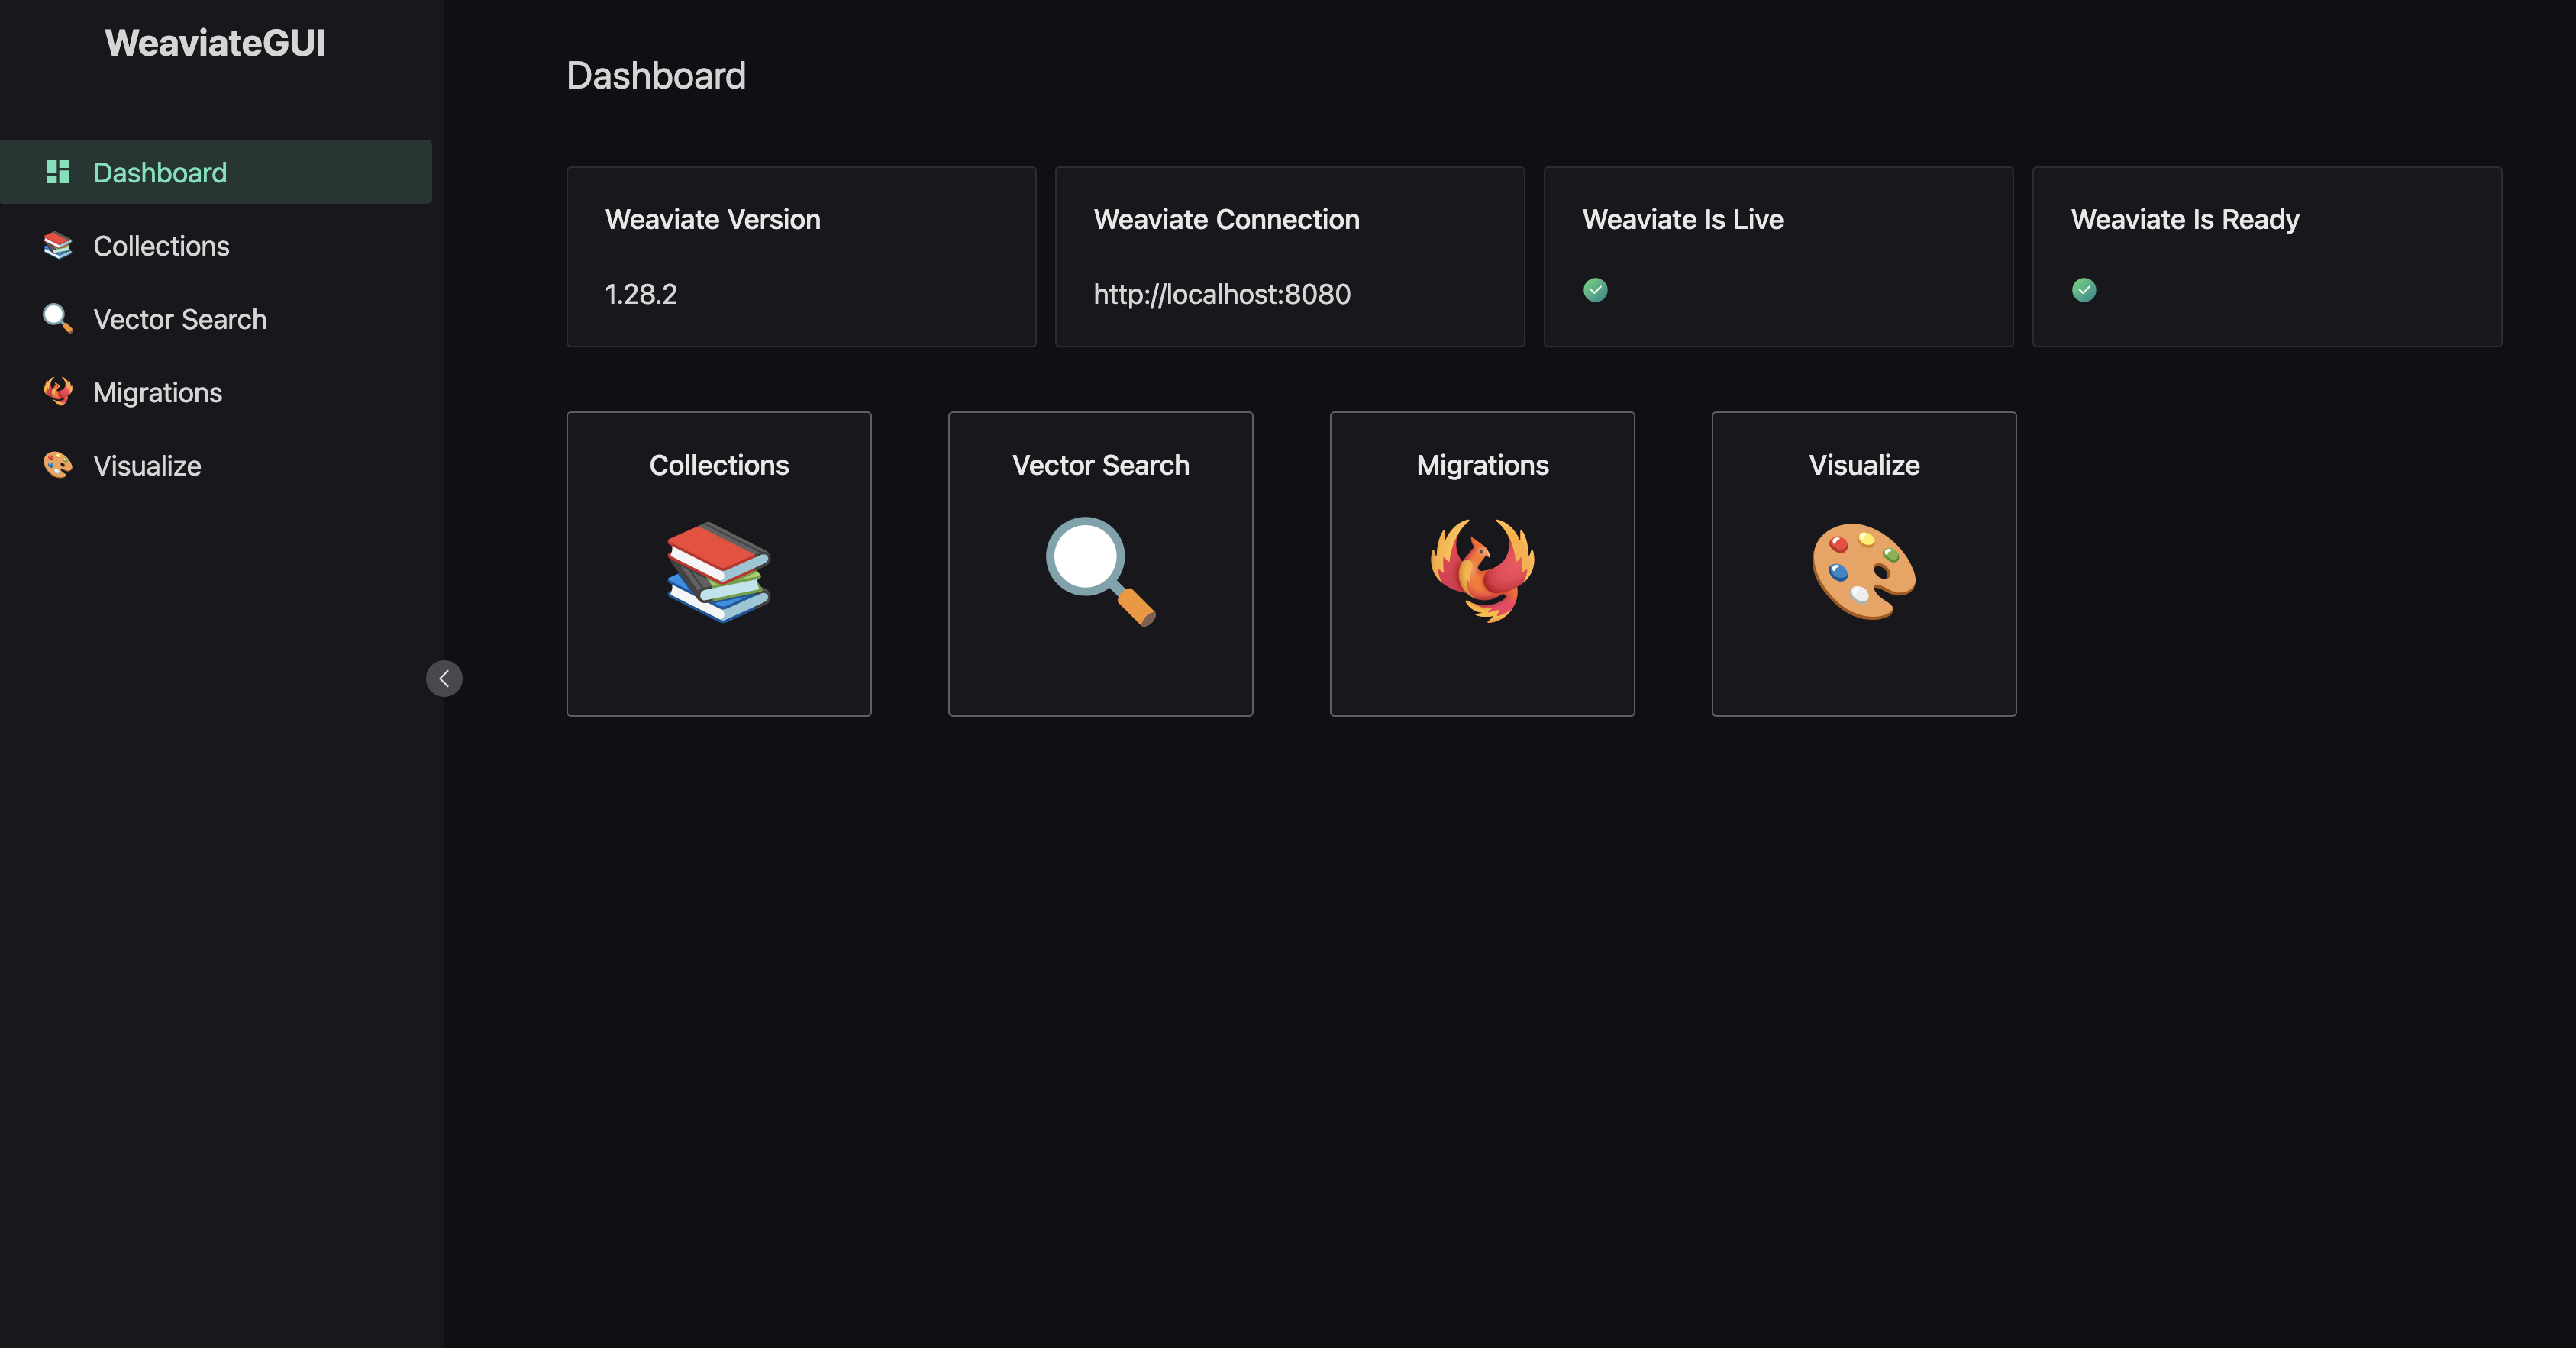 WeaviateGUI
Dashboard
Collections
Vector Search
Migrations
Visualize
Dashboard
Weaviate Version
1.28.2
Weaviate Connection
http://localhost:8080
Weaviate Is Live
Weaviate Is Ready
Collections
Vector Search
Migrations
Visualize